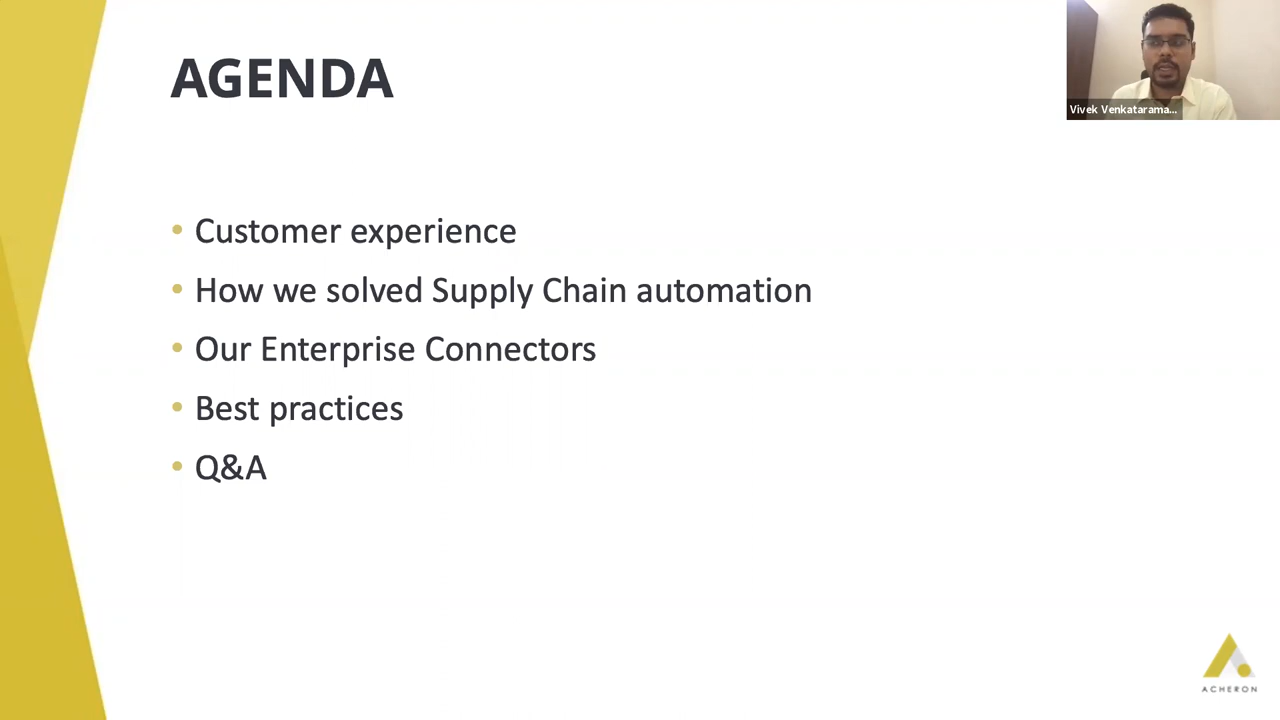 AGENDA
Vivek Venkatarama...
• Customer experience
• How we solved Supply Chain automation
• Our Enterprise Connectors
• Best practices
• Q&A
ACHERON